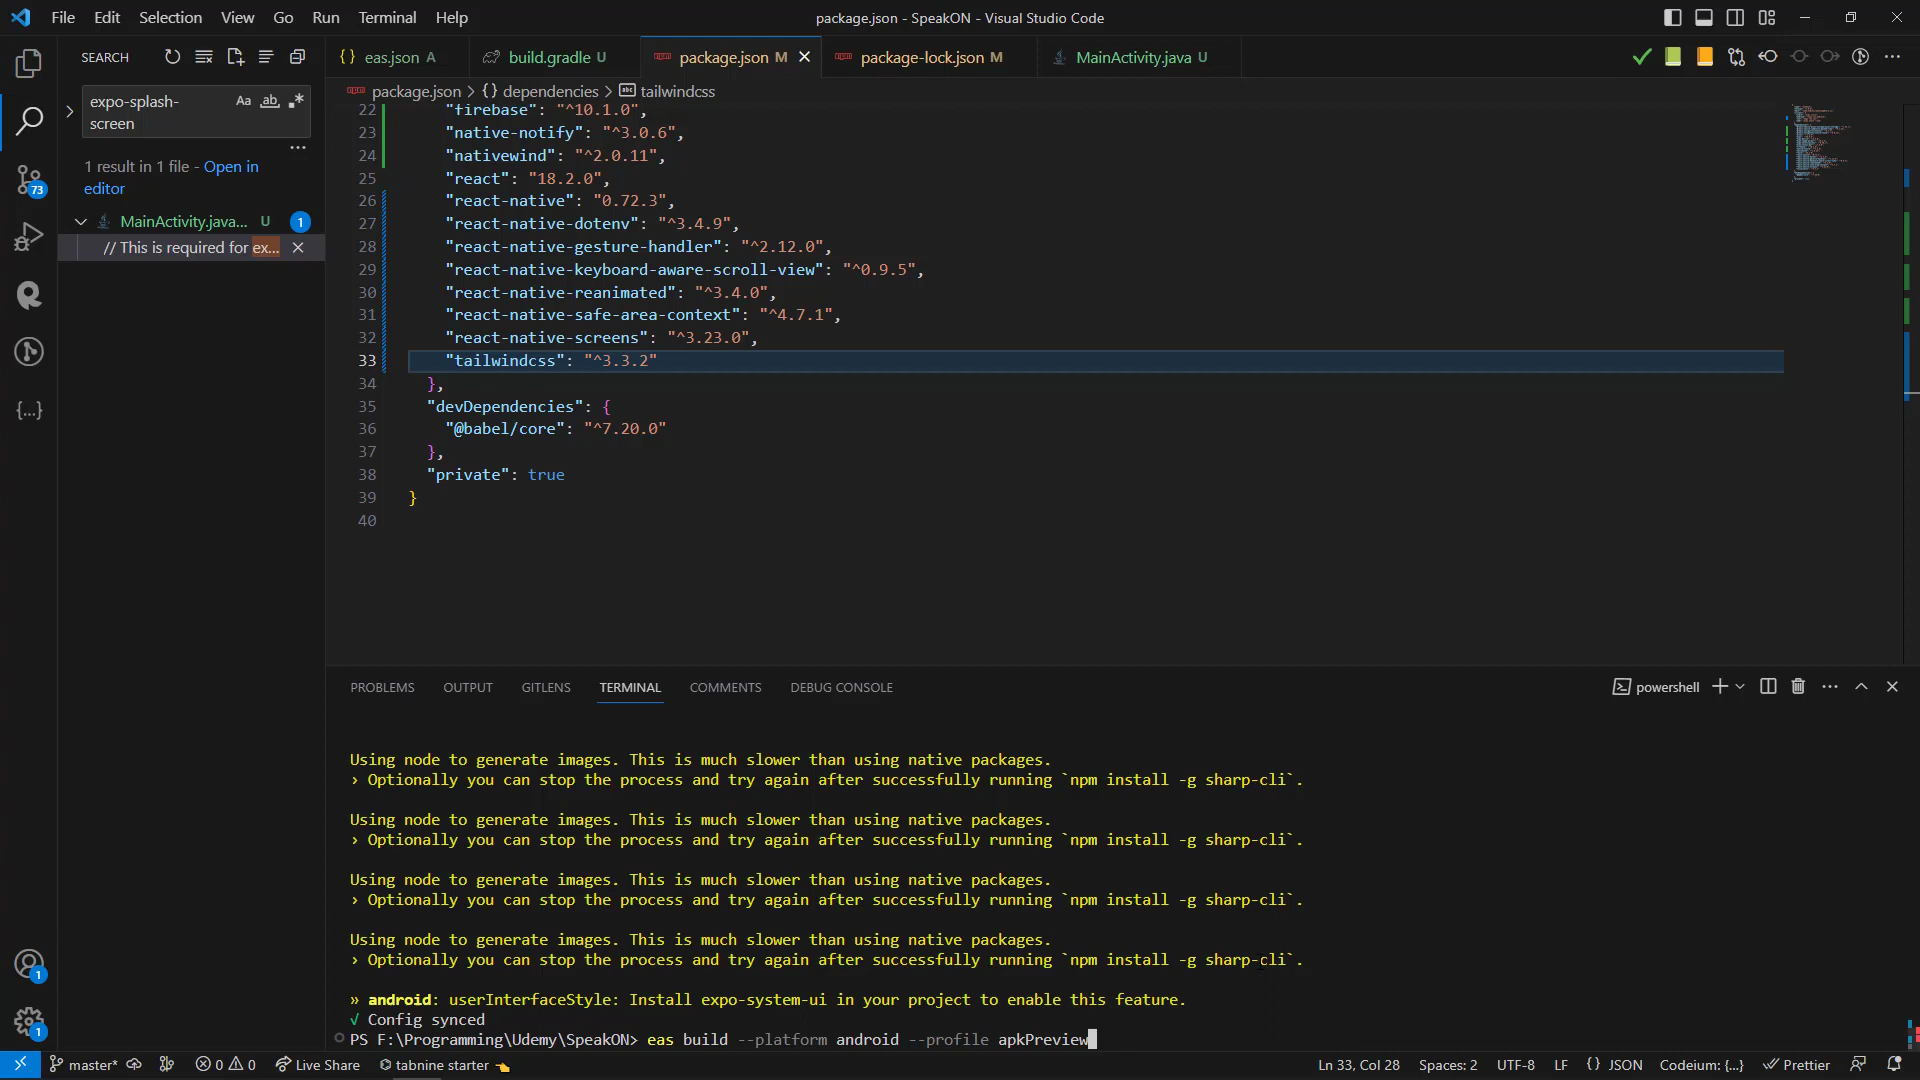 File Edit Selection View Go Run Terminal Help
package.json - SpeakON - Visual Studio Code
SEARCH
expo-splash-
screen
Aa ab
1 result in 1 file - Open in
editor
MainActivity.java... U 1
// This is required for ex...
73
{...}
1
1
eas.json A
build.gradle U
package.json M
package-lock.json M
MainActivity.java U
package.json > {} dependencies > abc tailwindcss
22 "firebase": "^10.1.0",
23 "native-notify": "^3.0.6",
24 "nativewind": "^2.0.11",
25 "react": "18.2.0",
26 "react-native": "0.72.3",
27 "react-native-dotenv": "^3.4.9",
28 "react-native-gesture-handler": "^2.12.0",
29 "react-native-keyboard-aware-scroll-view": "^0.9.5",
30 "react-native-reanimated": "^3.4.0",
31 "react-native-safe-area-context": "^4.7.1",
32 "react-native-screens": "^3.23.0",
33 "tailwindcss": "^3.3.2"
34 },
35 "devDependencies": {
36 "@babel/core": "^7.20.0"
37 },
38 "private": true
39 }
40
PROBLEMS OUTPUT GITLENS TERMINAL COMMENTS DEBUG CONSOLE
powershell
Using node to generate images. This is much slower than using native packages.
› Optionally you can stop the process and try again after successfully running `npm install -g sharp-cli`.
Using node to generate images. This is much slower than using native packages.
› Optionally you can stop the process and try again after successfully running `npm install -g sharp-cli`.
Using node to generate images. This is much slower than using native packages.
› Optionally you can stop the process and try again after successfully running `npm install -g sharp-cli`.
Using node to generate images. This is much slower than using native packages.
› Optionally you can stop the process and try again after successfully running `npm install -g sharp-cli`.
» android: userInterfaceStyle: Install expo-system-ui in your project to enable this feature.
√ Config synced
PS F:\Programming\Udemy\SpeakON> eas build --platform android --profile apkPreview
master* 0 0 Live Share tabnine starter
Ln 33, Col 28 Spaces: 2 UTF-8 LF {} JSON Codeium: {...} Prettier